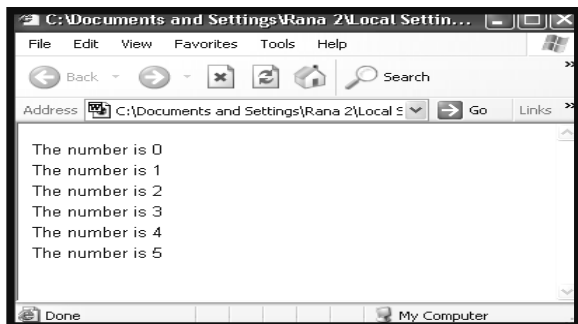 C:\Documents and Settings\Rana 2\Local Settin...
File Edit View Favorites Tools Help
Back Search
Address C:\Documents and Settings\Rana 2\Local S Go Links
The number is 0
The number is 1
The number is 2
The number is 3
The number is 4
The number is 5
Done My Computer